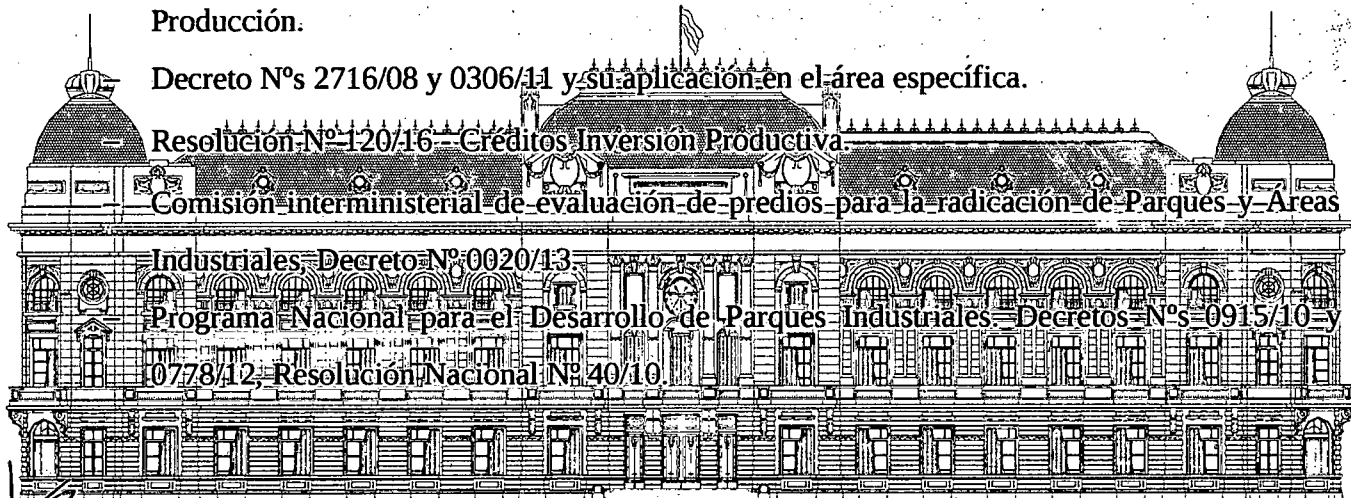 Producción.
– Decreto Nºs 2716/08 y 0306/11 y su aplicación en el área específica.
– Resolución Nº 120/16 – Créditos Inversión Productiva.
– Comisión interministerial de evaluación de predios para la radicación de Parques y Áreas
Industriales, Decreto Nº 0020/13.
– Programa Nacional para el Desarrollo de Parques Industriales. Decretos Nºs 0915/10 y
0778/12, Resolución Nacional Nº 40/10